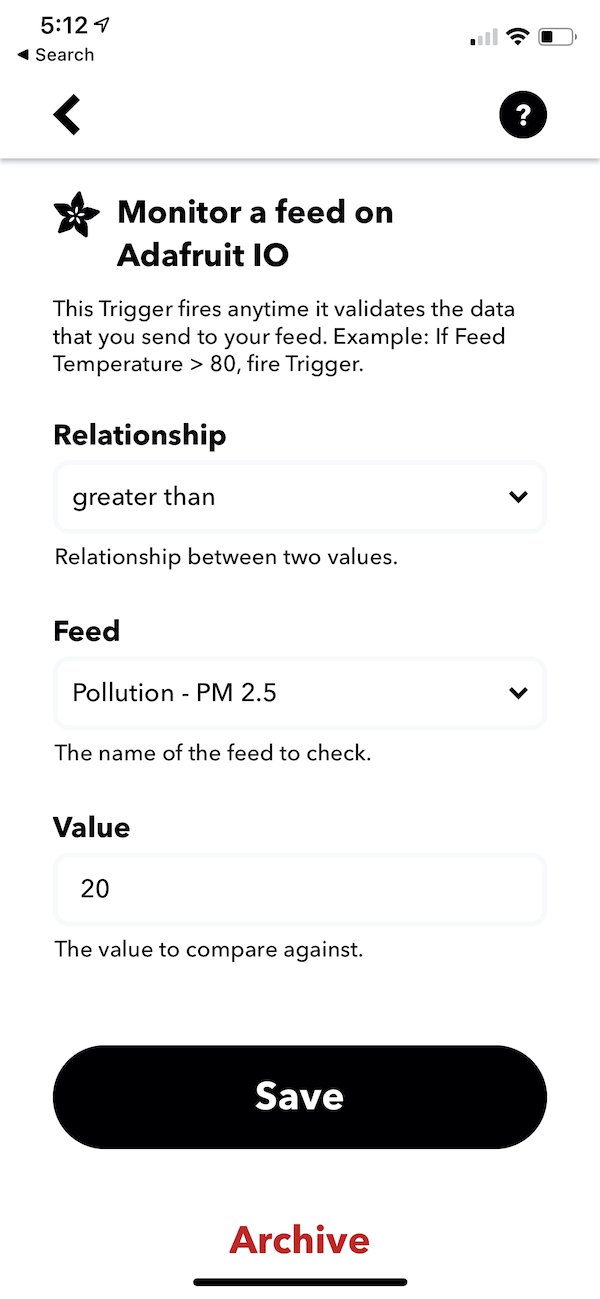 5:12
Search
?
Monitor a feed on
Adafruit IO
This Trigger fires anytime it validates the data
that you send to your feed. Example: If Feed
Temperature > 80, fire Trigger.
Relationship
greater than
Relationship between two values.
Feed
Pollution - PM 2.5
The name of the feed to check.
Value
20
The value to compare against.
Save
Archive